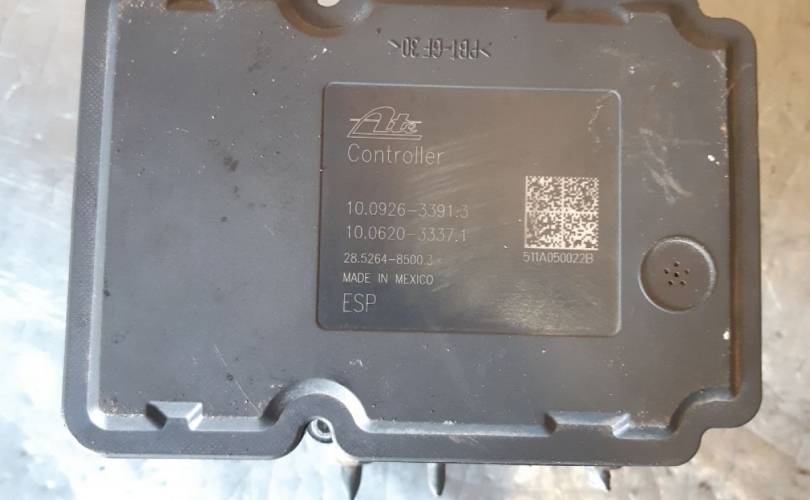 >PBT-GF30<
Ate
Controller
10.0926-3391.3
10.0620-3337.1
28.5264-8500.3
511A050022B
MADE IN MEXICO
ESP